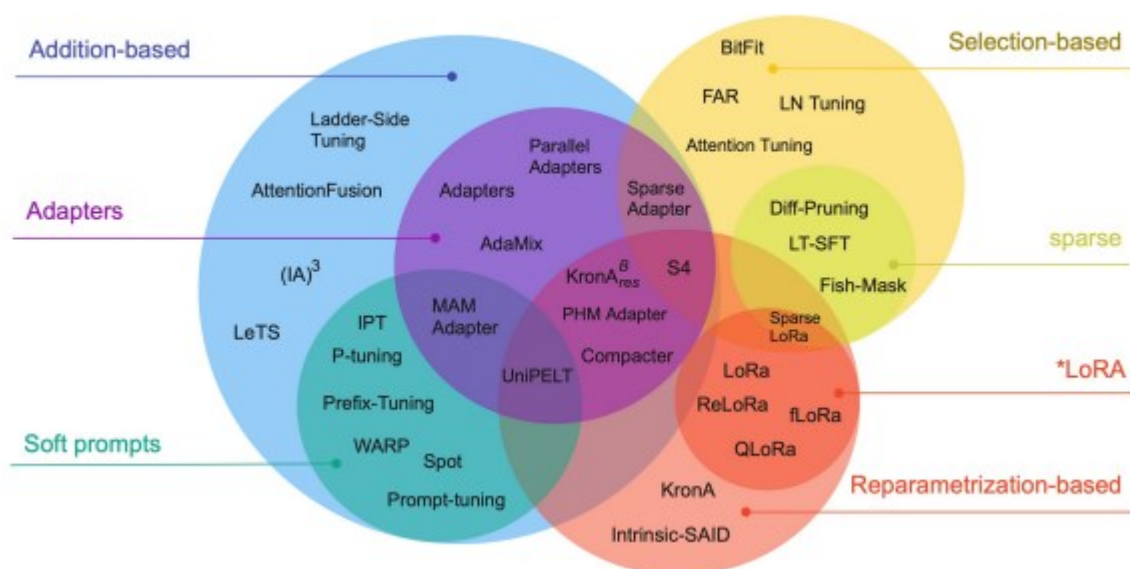 Addition-based
Selection-based
BitFit
FAR
LN Tuning
Ladder-Side
Tuning
Parallel
Adapters
Attention Tuning
AttentionFusion
Adapters
Sparse
Adapter
Diff-Pruning
Adapters
AdaMix
LT-SFT
sparse
(IA)³
KronA^B_res
S4
Fish-Mask
LeTS
IPT
MAM
Adapter
PHM Adapter
Sparse
LoRa
P-tuning
UniPELT
Compacter
LoRa
*LoRA
Prefix-Tuning
ReLoRa
fLoRa
Soft prompts
WARP
Spot
QLoRa
Prompt-tuning
KronA
Reparametrization-based
Intrinsic-SAID